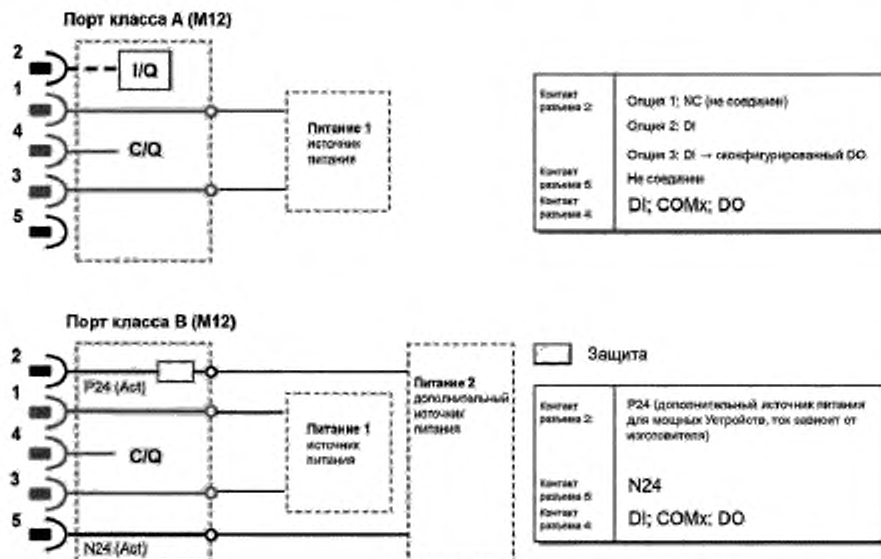 Порт класса А (М12)
2
I/Q
1
4
C/Q
3
5
Питание 1
источник
питания
Контакт
разъема 2:
Опция 1: NC (не соединен)
Опция 2: DI
Опция 3: DI → сконфигурированный DO
Контакт
разъема 5:
Не соединен
Контакт
разъема 4:
DI; COMx; DO
Порт класса В (М12)
2
P24 (Act)
1
4
C/Q
3
5
N24 (Act)
Питание 1
источник
питания
Питание 2
дополнительный
источник
питания
Защита
Контакт
разъема 2:
P24 (дополнительный источник питания
для мощных Устройств, ток зависит от
изготовителя)
Контакт
разъема 5:
N24
Контакт
разъема 4:
DI; COMx; DO